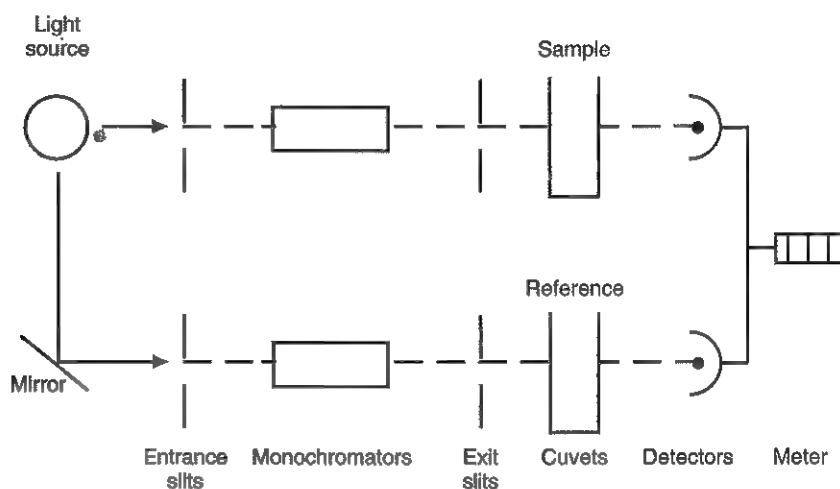 Light
source
Sample
Reference
Mirror
Entrance
slits
Monochromators
Exit
slits
Cuvets
Detectors
Meter